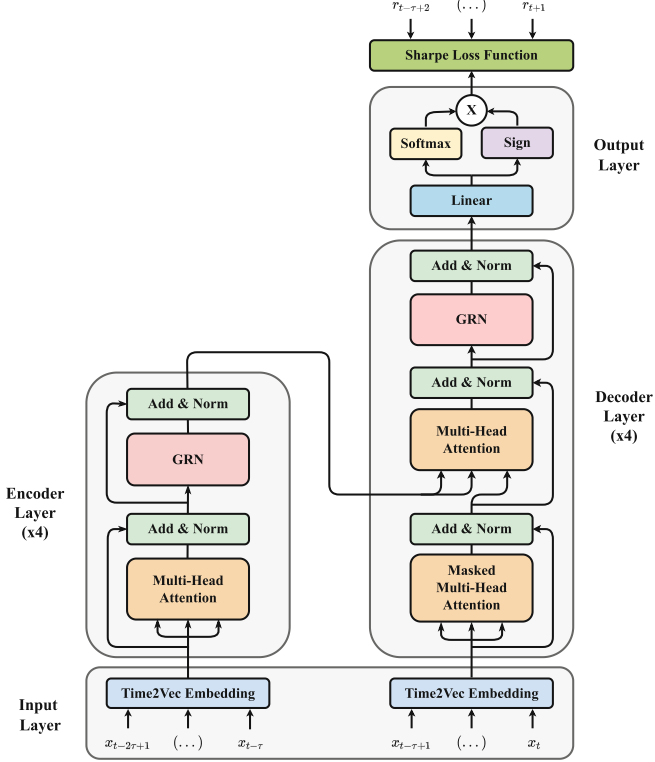 r_{t−τ+2} (...) r_{t+1}
Sharpe Loss Function
X
Softmax
Sign
Output
Layer
Linear
Add & Norm
GRN
Add & Norm
Decoder
Layer
(x4)
Multi-Head
Attention
Add & Norm
Masked
Multi-Head
Attention
Add & Norm
GRN
Encoder
Layer
(x4)
Add & Norm
Multi-Head
Attention
Input
Layer
Time2Vec Embedding
x_{t−2τ+1} (...) x_{t−τ}
Time2Vec Embedding
x_{t−τ+1} (...) x_t